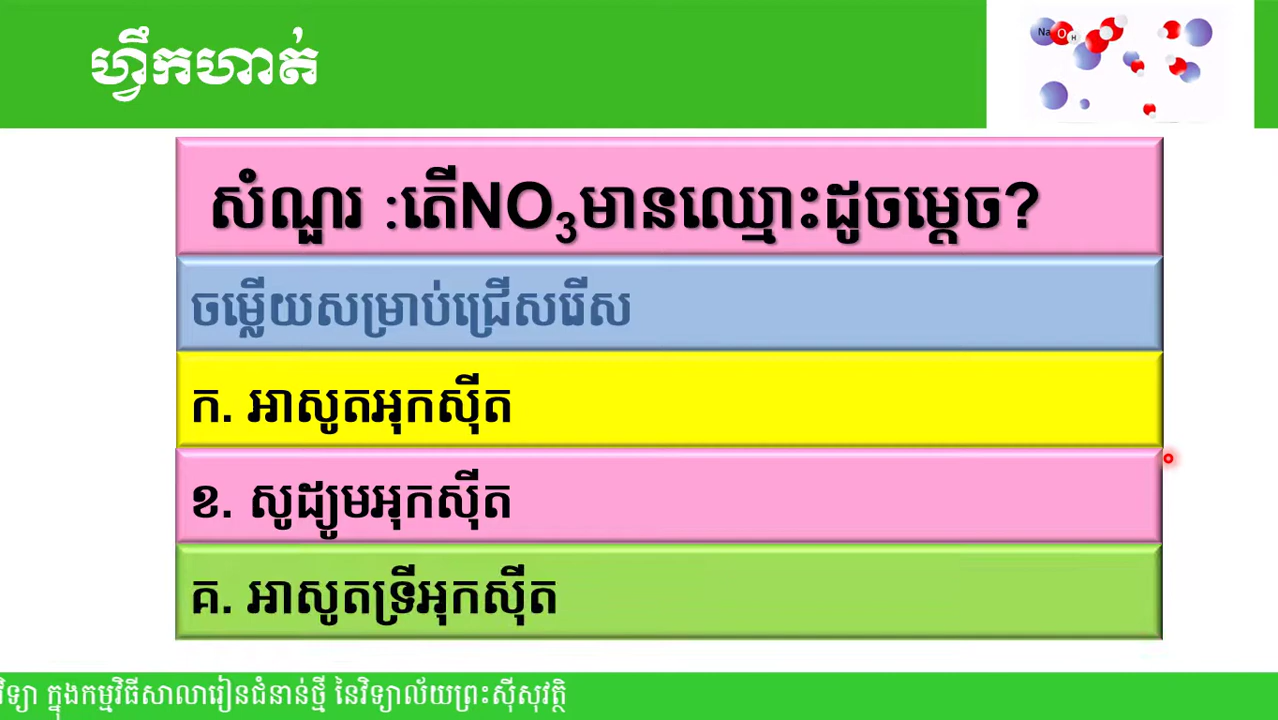 ហ្វឹកហាត់
Na O H
សំណួរ :តើNO₃មានឈ្មោះដូចម្តេច?
ចម្លើយសម្រាប់ជ្រើសរើស
ក. អាសូតអុកស៊ីត
ខ. សូដ្យូមអុកស៊ីត
គ. អាសូតទ្រីអុកស៊ីត
វិទ្យា ក្នុងកម្មវិធីសាលារៀនជំនាន់ថ្មី នៃវិទ្យាល័យព្រះស៊ីសុវត្ថិ